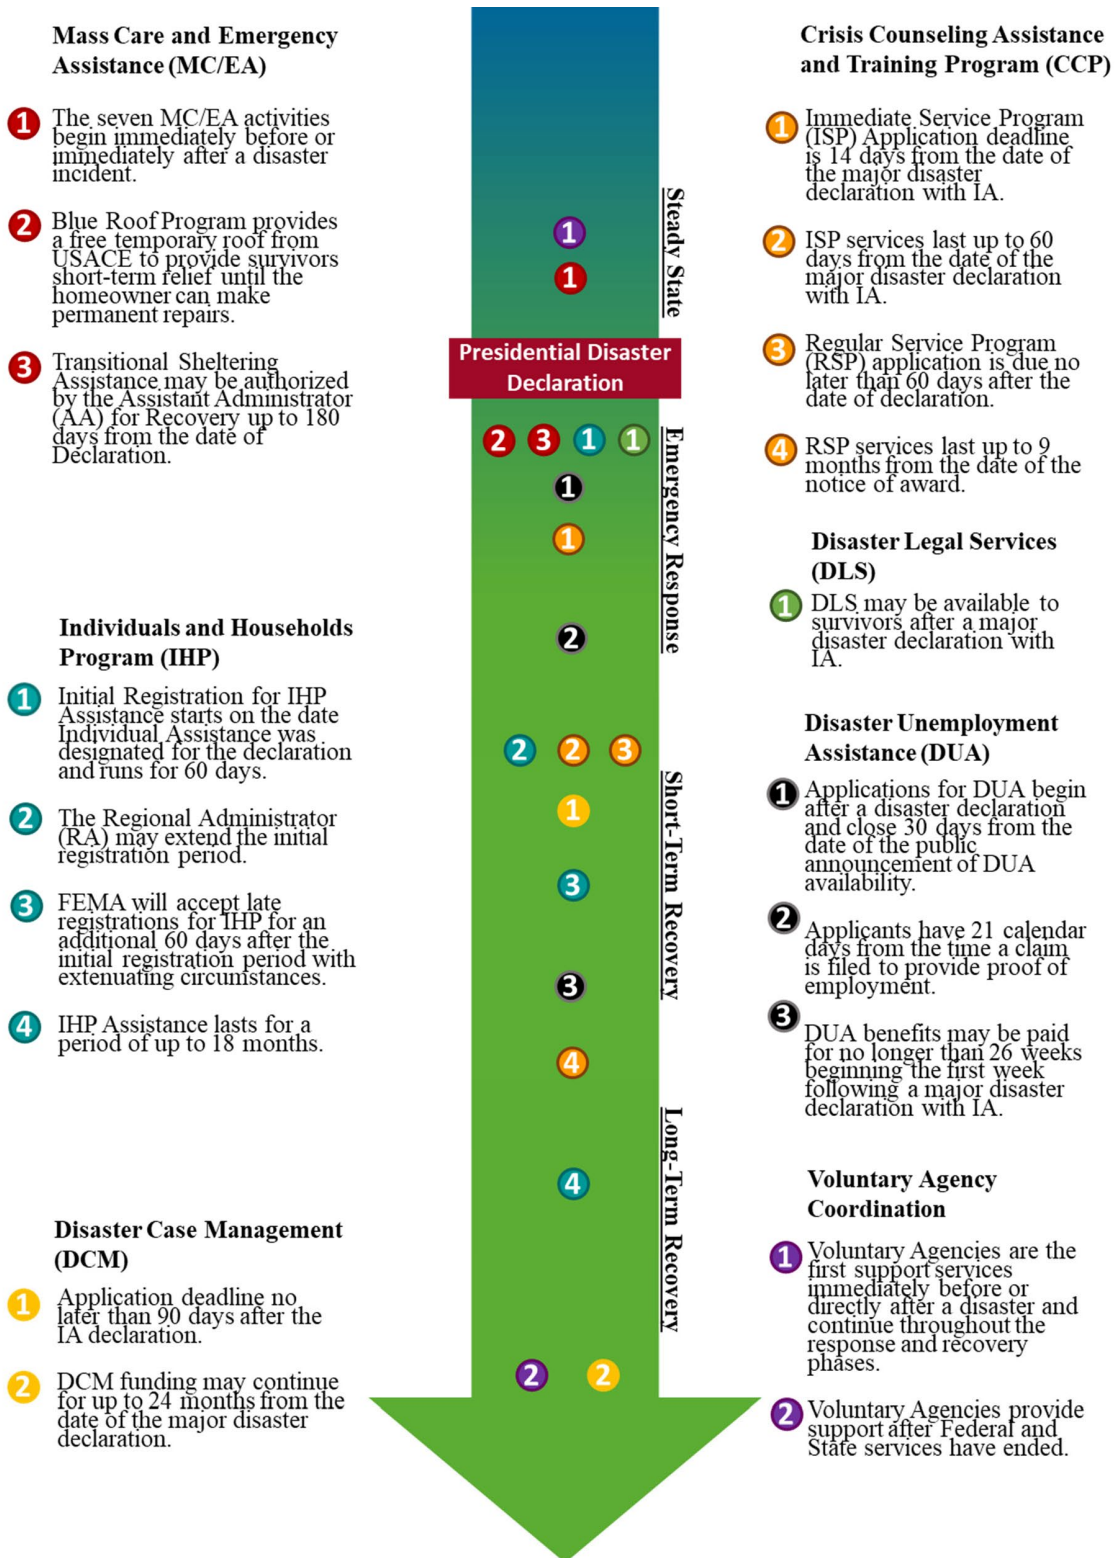 Mass Care and Emergency
Assistance (MC/EA)
1 The seven MC/EA activities
begin immediately before or
immediately after a disaster
incident.
2 Blue Roof Program provides
a free temporary roof from
USACE to provide survivors
short-term relief until the
homeowner can make
permanent repairs.
3 Transitional Sheltering
Assistance may be authorized
by the Assistant Administrator
(AA) for Recovery up to 180
days from the date of
Declaration.
Individuals and Households
Program (IHP)
1 Initial Registration for IHP
Assistance starts on the date
Individual Assistance was
designated for the declaration
and runs for 60 days.
2 The Regional Administrator
(RA) may extend the initial
registration period.
3 FEMA will accept late
registrations for IHP for an
additional 60 days after the
initial registration period with
extenuating circumstances.
4 IHP Assistance lasts for a
period of up to 18 months.
Disaster Case Management
(DCM)
1 Application deadline no
later than 90 days after the
IA declaration.
2 DCM funding may continue
for up to 24 months from the
date of the major disaster
declaration.
Steady State
1
1
Presidential Disaster
Declaration
Emergency Response
2 3 1 1
1
1
2
2 2 3
Short-Term Recovery
1
3
3
4
Long-Term Recovery
4
2 2
Crisis Counseling Assistance
and Training Program (CCP)
1 Immediate Service Program
(ISP) Application deadline
is 14 days from the date of
the major disaster
declaration with IA.
2 ISP services last up to 60
days from the date of the
major disaster declaration
with IA.
3 Regular Service Program
(RSP) application is due no
later than 60 days after the
date of declaration.
4 RSP services last up to 9
months from the date of the
notice of award.
Disaster Legal Services
(DLS)
1 DLS may be available to
survivors after a major
disaster declaration with
IA.
Disaster Unemployment
Assistance (DUA)
1 Applications for DUA begin
after a disaster declaration
and close 30 days from the
date of the public
announcement of DUA
availability.
2 Applicants have 21 calendar
days from the time a claim
is filed to provide proof of
employment.
3 DUA benefits may be paid
for no longer than 26 weeks
beginning the first week
following a major disaster
declaration with IA.
Voluntary Agency
Coordination
1 Voluntary Agencies are the
first support services
immediately before or
directly after a disaster and
continue throughout the
response and recovery
phases.
2 Voluntary Agencies provide
support after Federal and
State services have ended.